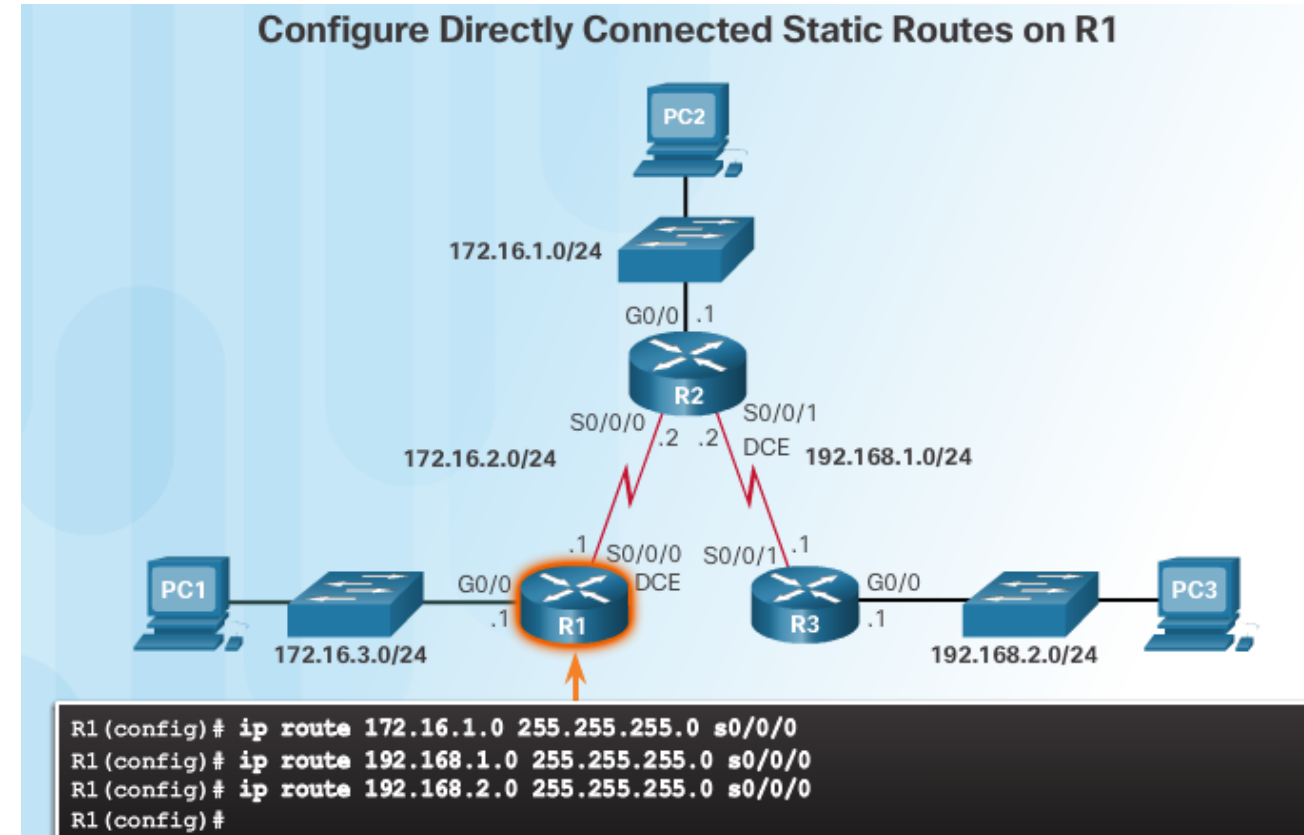 Configure Directly Connected Static Routes on R1
PC2
172.16.1.0/24
G0/0 .1
R2
S0/0/0 .2 .2 S0/0/1
DCE
172.16.2.0/24 192.168.1.0/24
.1 S0/0/0 S0/0/1 .1
DCE
PC1 G0/0 .1 R1 R3 G0/0 .1 PC3
172.16.3.0/24 192.168.2.0/24
R1(config)# ip route 172.16.1.0 255.255.255.0 s0/0/0
R1(config)# ip route 192.168.1.0 255.255.255.0 s0/0/0
R1(config)# ip route 192.168.2.0 255.255.255.0 s0/0/0
R1(config)#